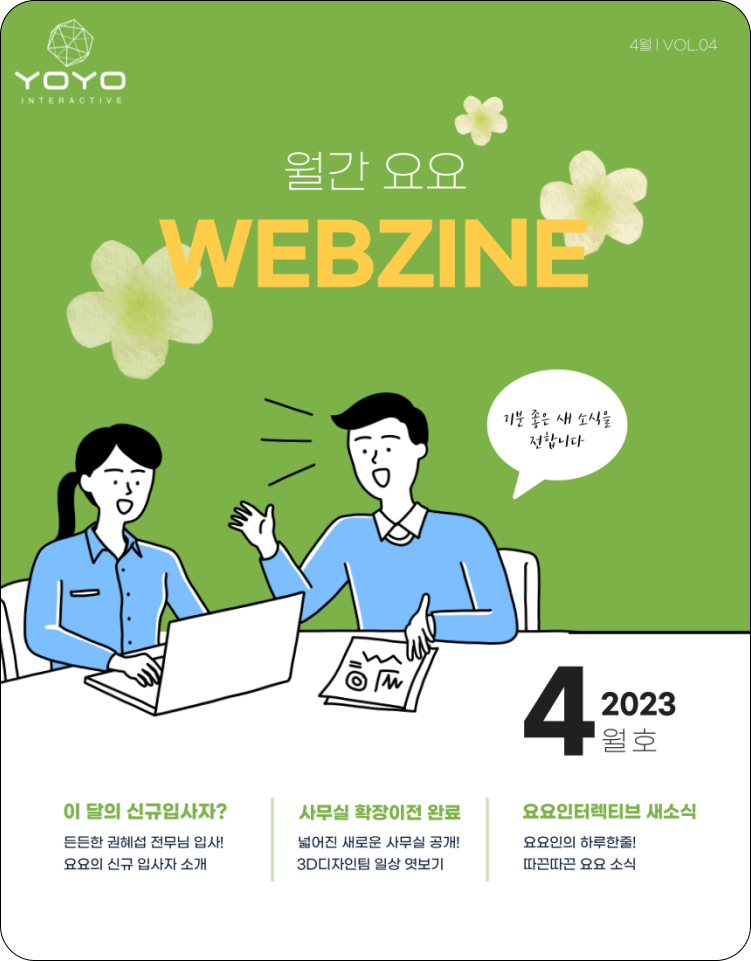 YOYO
INTERACTIVE
4월 | VOL.04
월간 요요
WEBZINE
기분 좋은 새 소식을
전합니다
4
2023
월호
이 달의 신규입사자?
든든한 권혜섭 전무님 입사!
요요의 신규 입사자 소개
사무실 확장이전 완료
넓어진 새로운 사무실 공개!
3D디자인팀 일상 엿보기
요요인터렉티브 새소식
요요인의 하루한줄!
따끈따끈 요요 소식